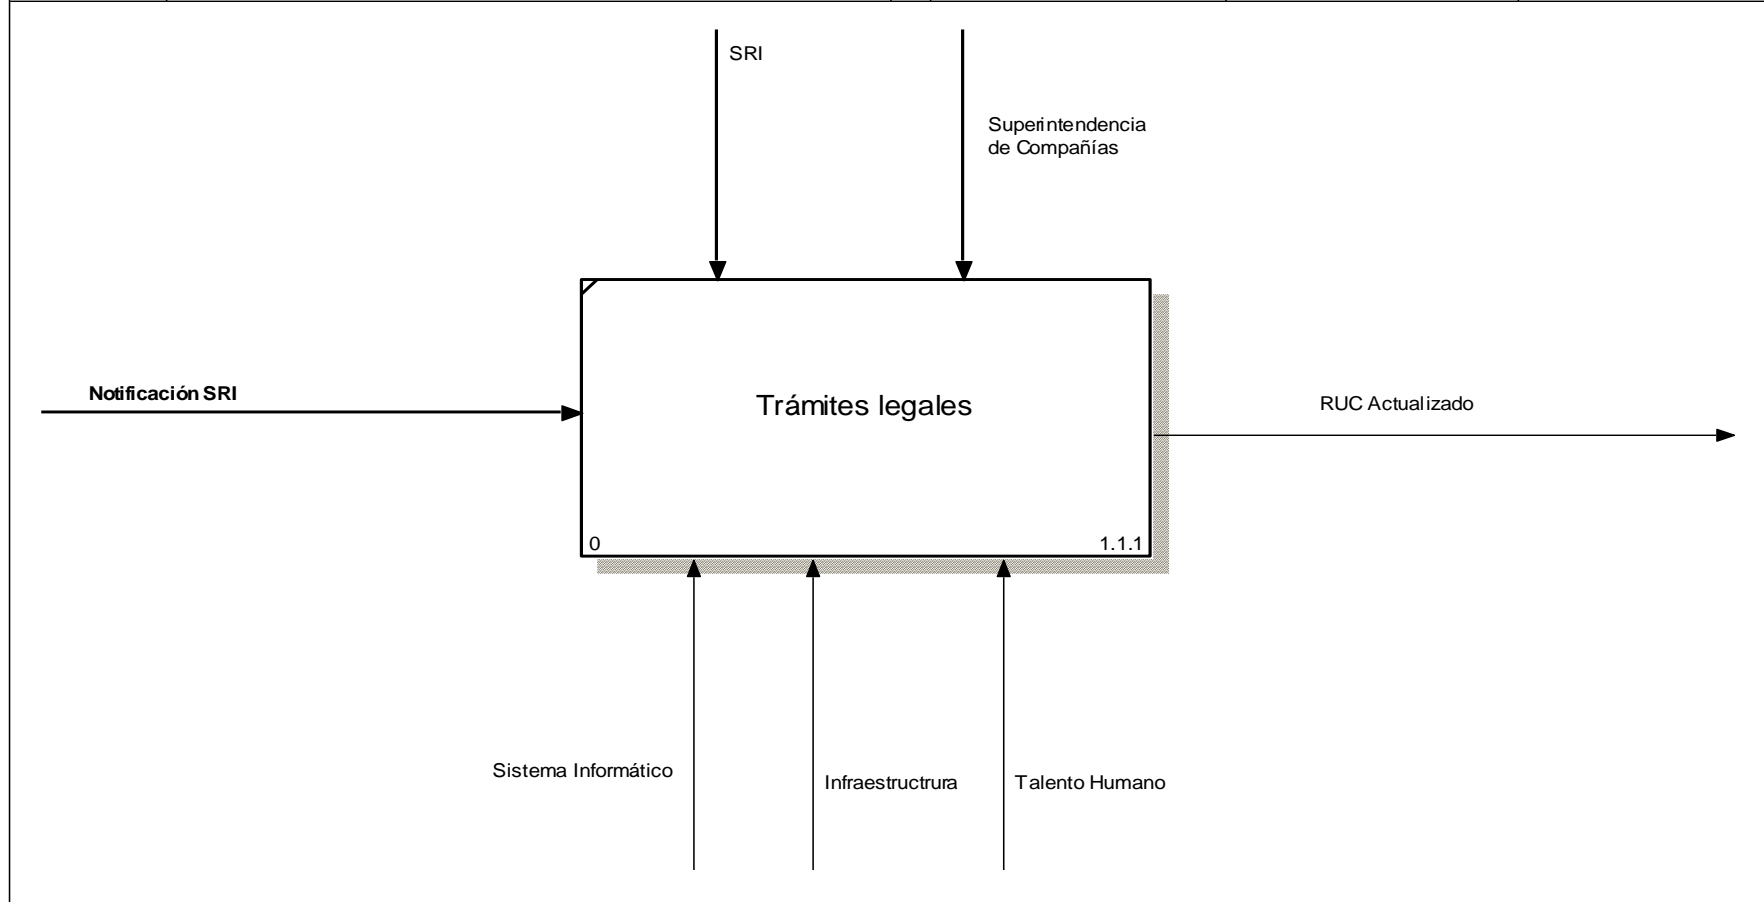 SRI
Superintendencia
de Compañías
Notificación SRI
Trámites legales
RUC Actualizado
0
1.1.1
Sistema Informático
Infraestructrura
Talento Humano